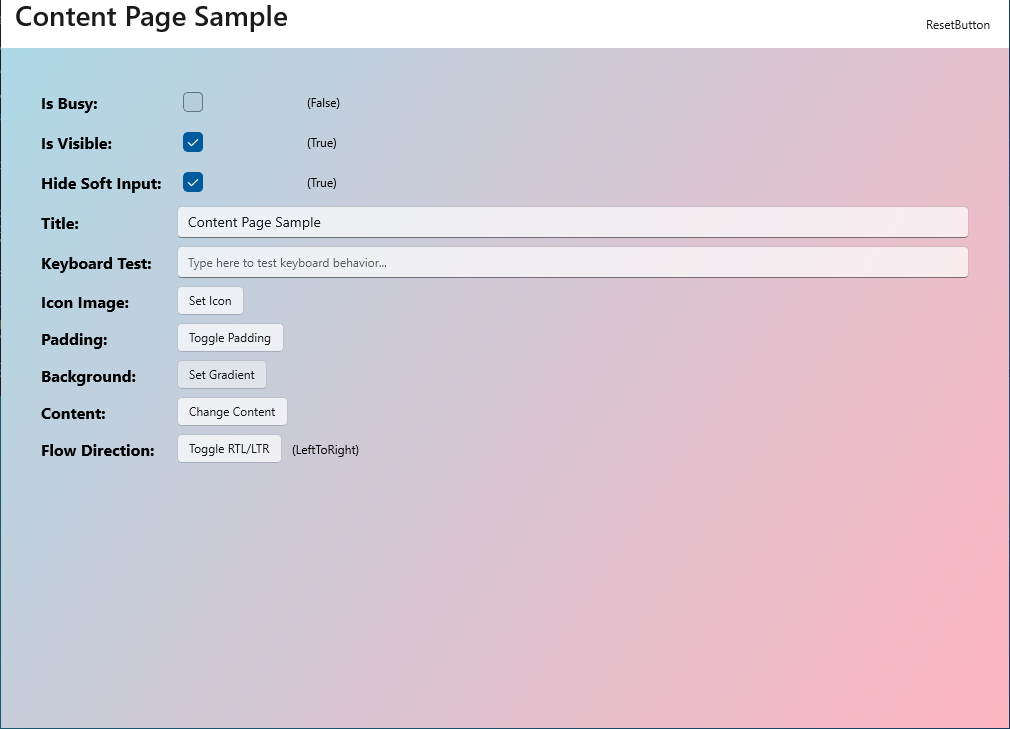 Content Page Sample
ResetButton
Is Busy: (False)
Is Visible: (True)
Hide Soft Input: (True)
Title: Content Page Sample
Keyboard Test: Type here to test keyboard behavior...
Icon Image: Set Icon
Padding: Toggle Padding
Background: Set Gradient
Content: Change Content
Flow Direction: Toggle RTL/LTR (LeftToRight)